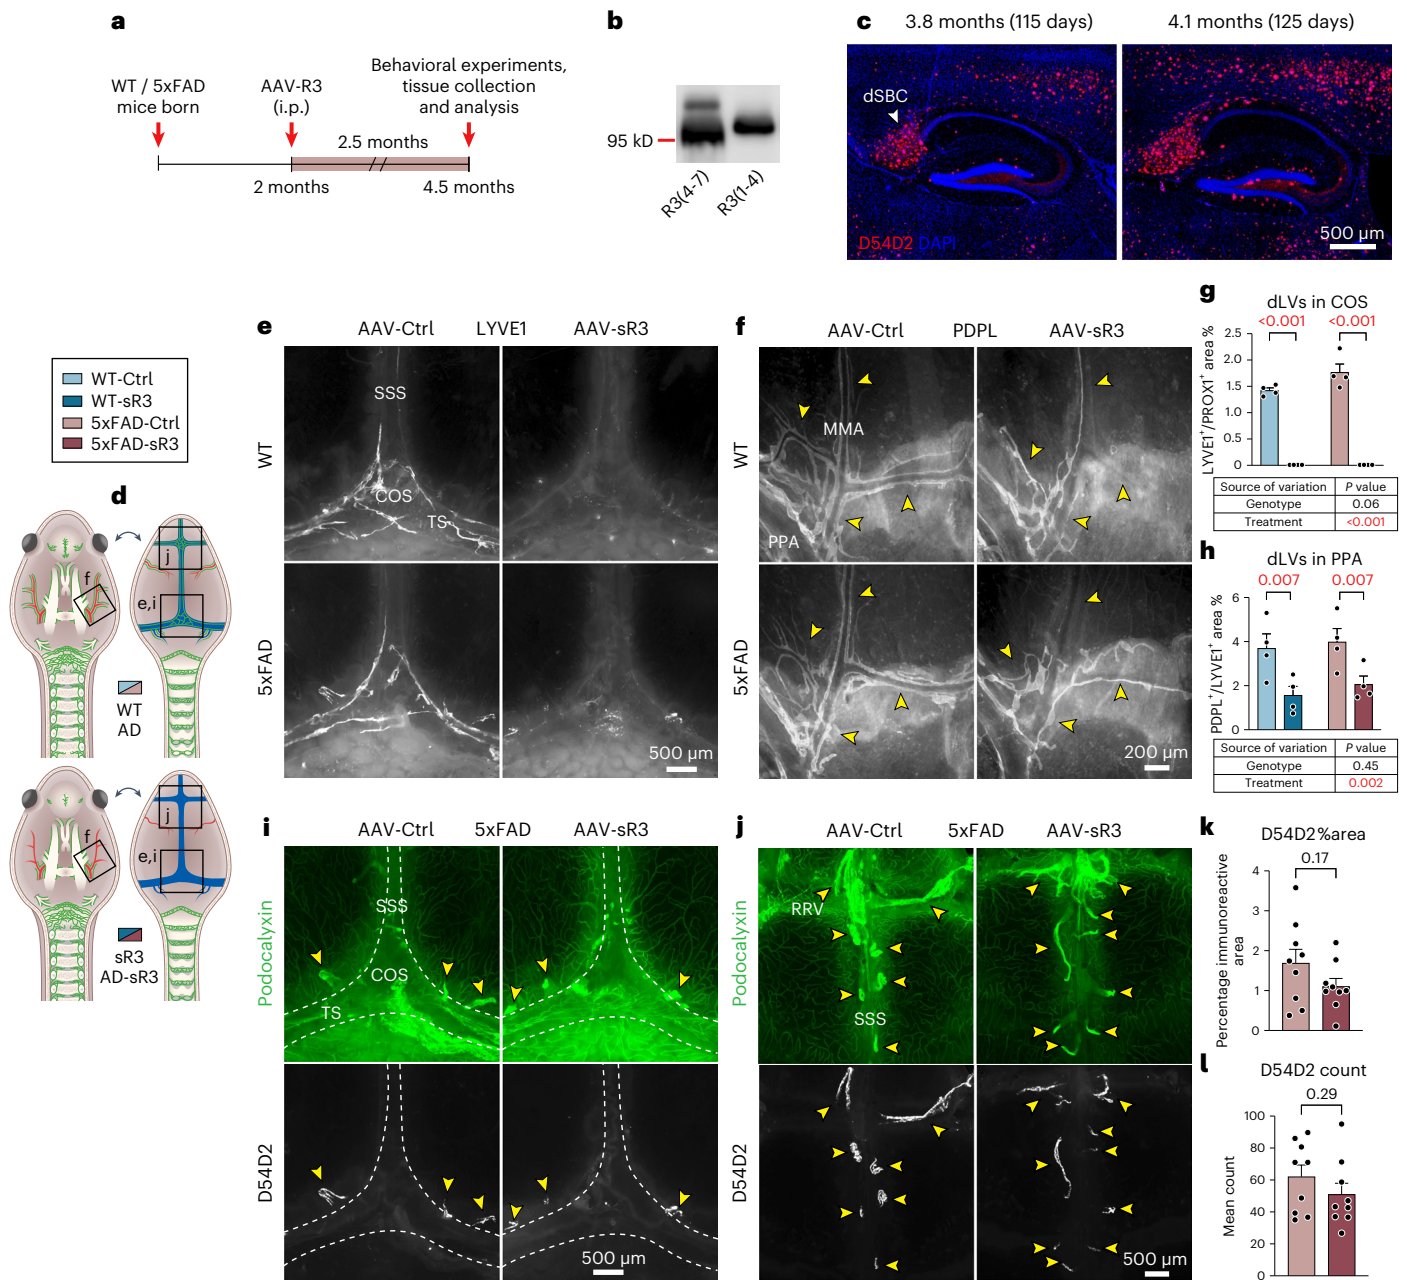 a
WT / 5xFAD
mice born
AAV-R3
(i.p.)
Behavioral experiments,
tissue collection
and analysis
2.5 months
2 months
4.5 months
b
95 kD
R3(4-7)
R3(1-4)
c
3.8 months (115 days)
4.1 months (125 days)
dSBC
D54D2 DAPI
500 µm
WT-Ctrl
WT-sR3
5xFAD-Ctrl
5xFAD-sR3
d
j
f
e,i
WT
AD
j
f
e,i
sR3
AD-sR3
e
AAV-Ctrl
LYVE1
AAV-sR3
WT
SSS
COS
TS
5xFAD
500 µm
f
AAV-Ctrl
PDPL
AAV-sR3
WT
MMA
PPA
5xFAD
200 µm
g
dLVs in COS
<0.001
<0.001
LYVE1+/PROX1+ area %
2.5
2.0
1.5
1.0
0.5
0
Source of variation P value
Genotype 0.06
Treatment <0.001
h
dLVs in PPA
0.007
0.007
PDPL+/LYVE1+ area %
6
4
2
0
Source of variation P value
Genotype 0.45
Treatment 0.002
i
AAV-Ctrl
5xFAD
AAV-sR3
Podocalyxin
SSS
COS
TS
D54D2
500 µm
j
AAV-Ctrl
5xFAD
AAV-sR3
Podocalyxin
RRV
SSS
D54D2
500 µm
k
D54D2%area
0.17
Percentage immunoreactive
area
4
3
2
1
0
l
D54D2 count
0.29
Mean count
100
80
60
40
20
0